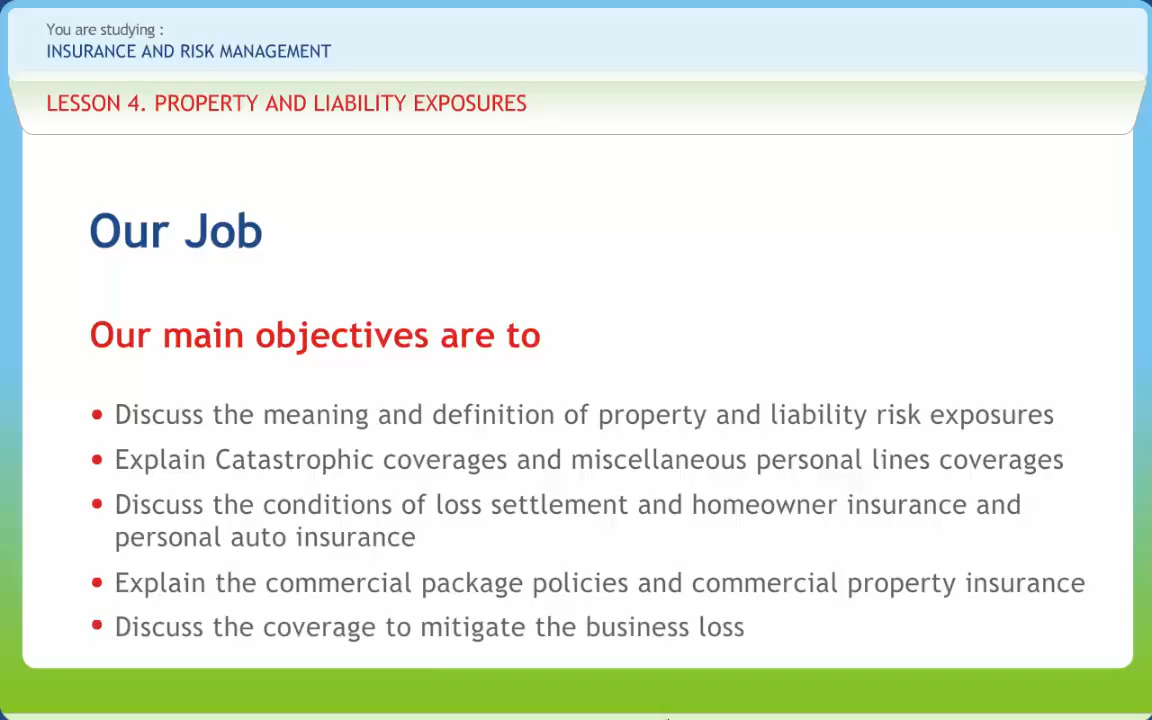 You are studying :
INSURANCE AND RISK MANAGEMENT
LESSON 4. PROPERTY AND LIABILITY EXPOSURES
Our Job
Our main objectives are to
• Discuss the meaning and definition of property and liability risk exposures
• Explain Catastrophic coverages and miscellaneous personal lines coverages
• Discuss the conditions of loss settlement and homeowner insurance and
personal auto insurance
• Explain the commercial package policies and commercial property insurance
• Discuss the coverage to mitigate the business loss